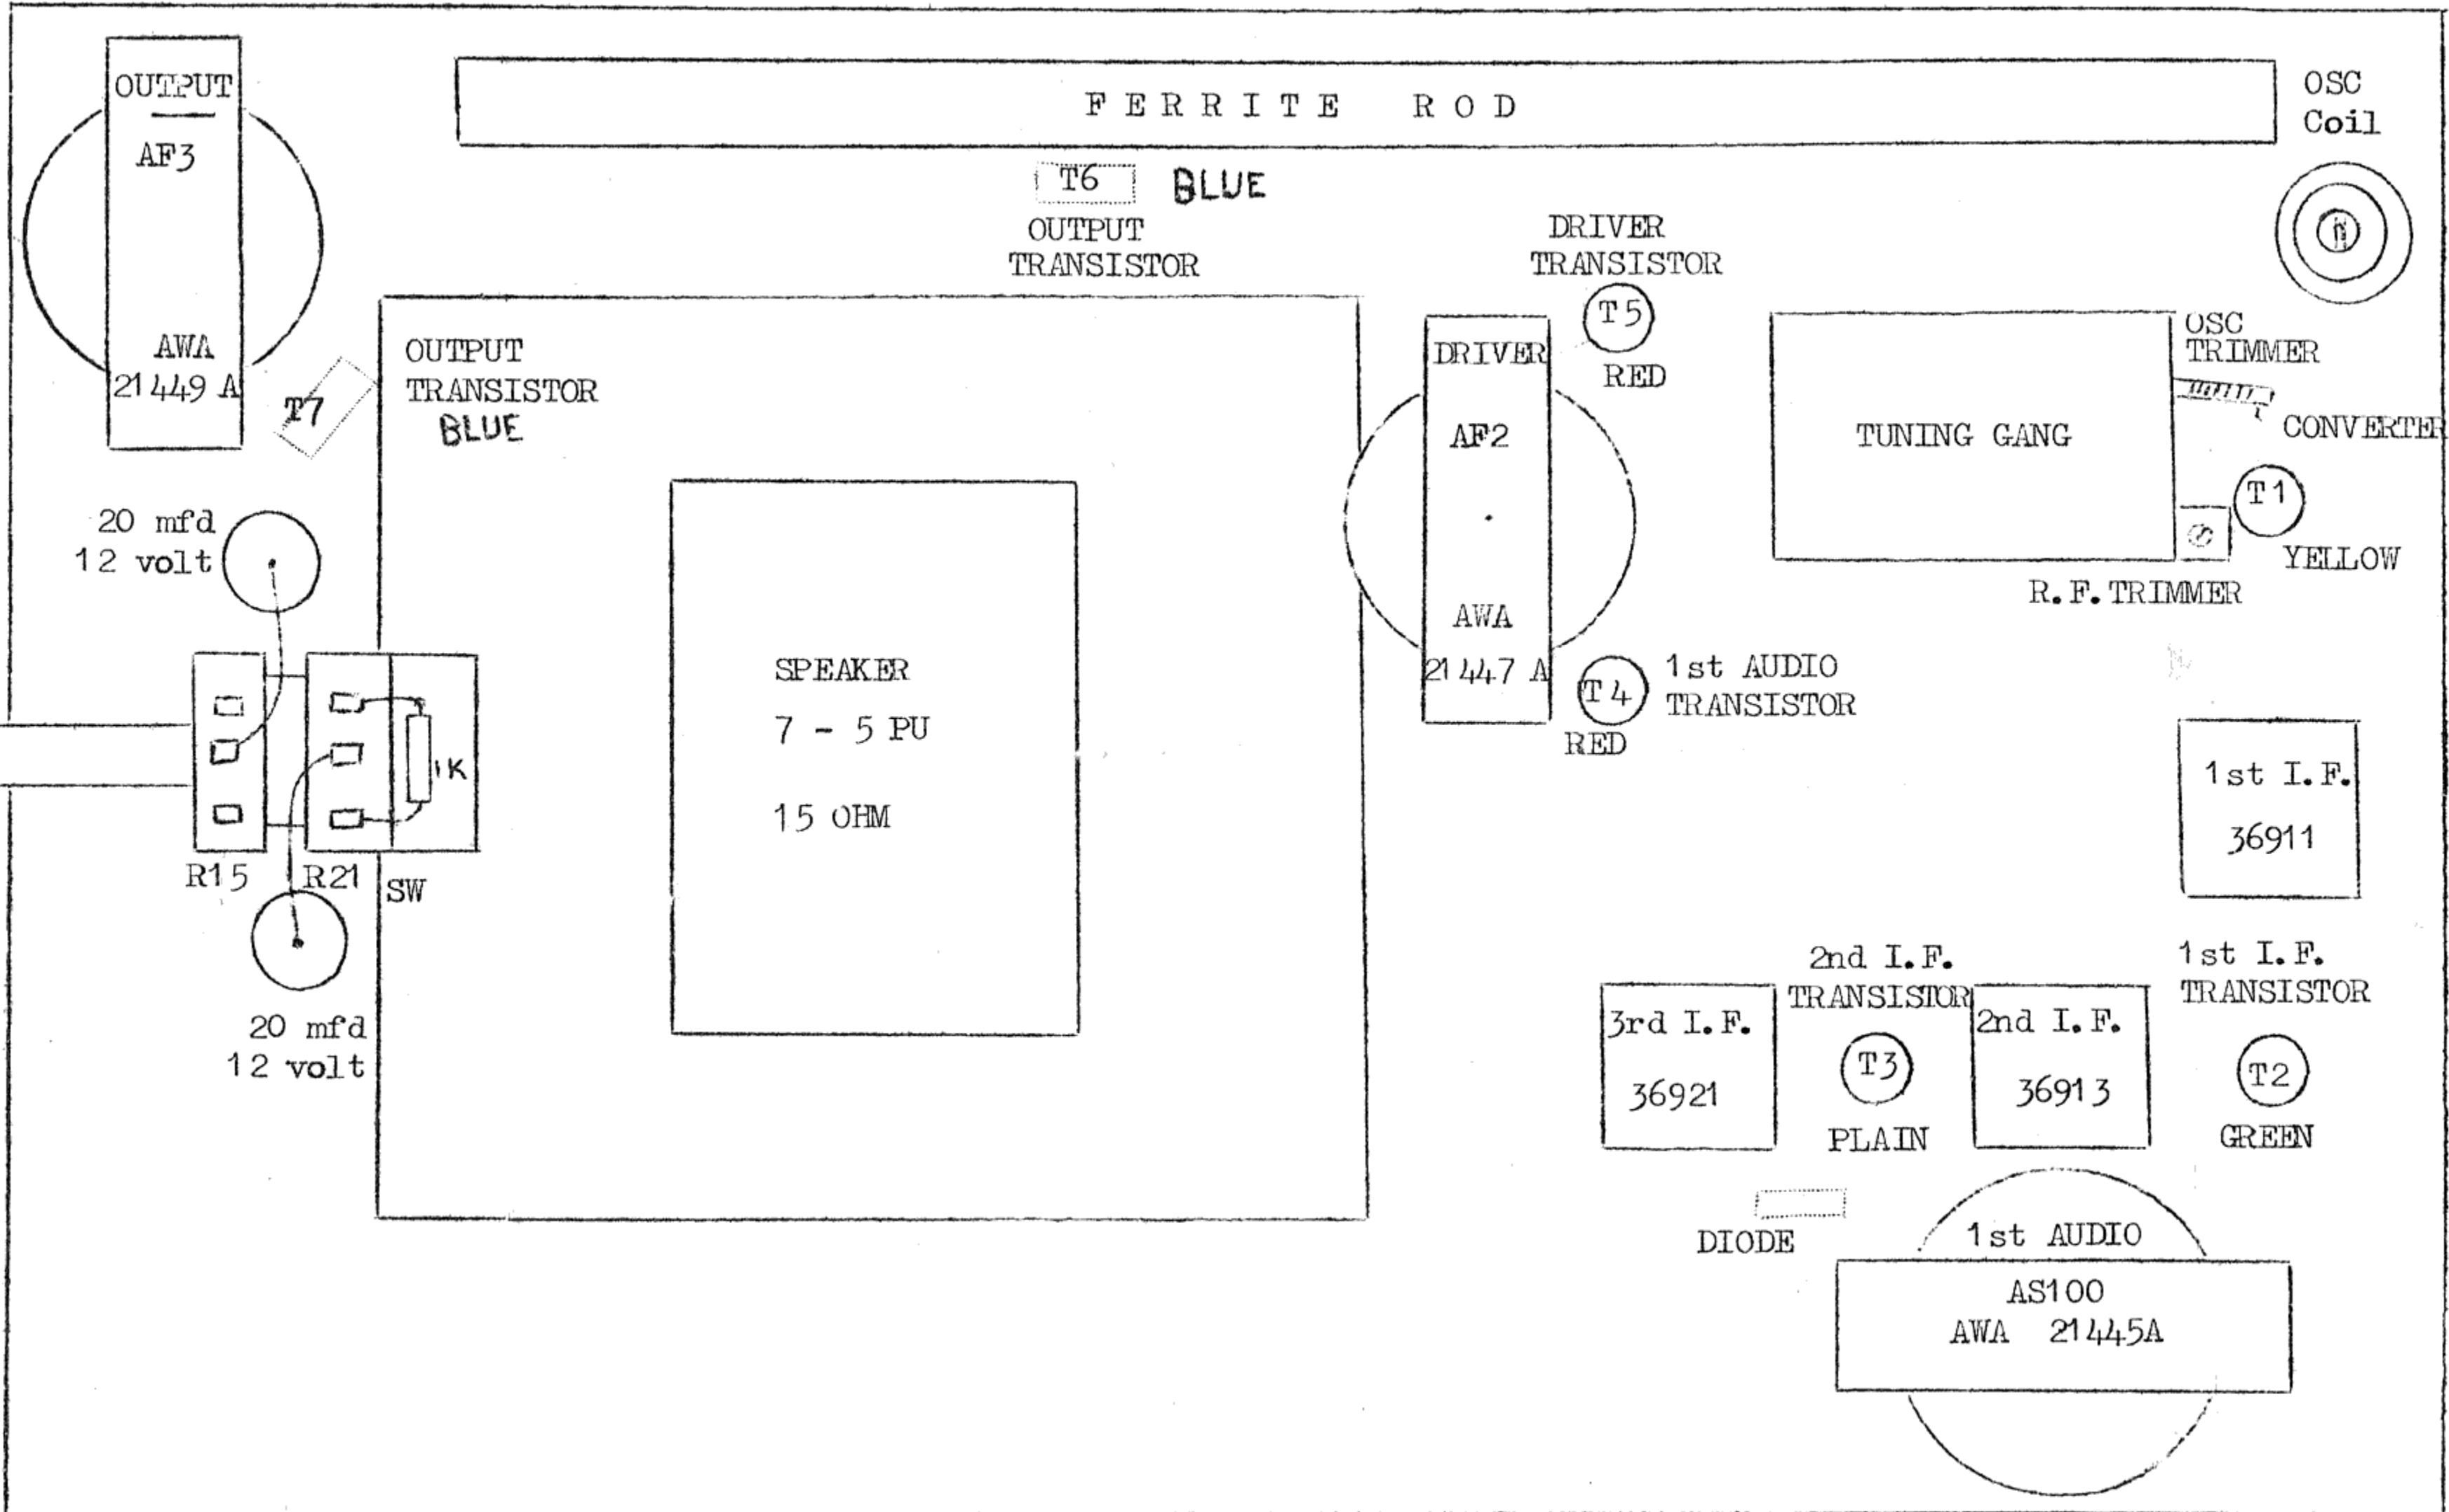 OUTPUT
AF3
AWA
21449 A
FERRITE ROD
OSC
Coil
T6 BLUE
OUTPUT
TRANSISTOR
DRIVER
TRANSISTOR
T5
RED
T7
OUTPUT
TRANSISTOR
BLUE
DRIVER
AF2
AWA
21447 A
TUNING GANG
OSC
TRIMMER
CONVERTER
T1
YELLOW
R.F. TRIMMER
20 mfd
12 volt
SPEAKER
7 - 5 PU
15 OHM
1K
R15
R21
SW
20 mfd
12 volt
T4
1st AUDIO
TRANSISTOR
RED
1st I.F.
36911
2nd I.F.
TRANSISTOR
1st I.F.
TRANSISTOR
3rd I.F.
36921
T3
PLAIN
2nd I.F.
36913
T2
GREEN
DIODE
1st AUDIO
AS100
AWA 21445A